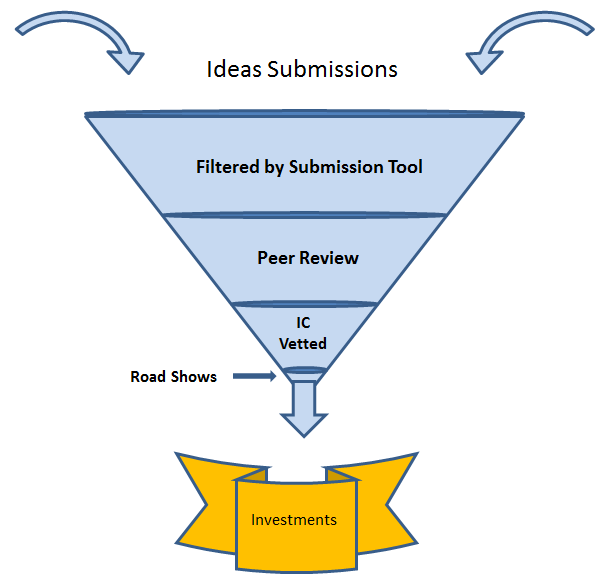 Ideas Submissions
Filtered by Submission Tool
Peer Review
IC
Vetted
Road Shows
Investments